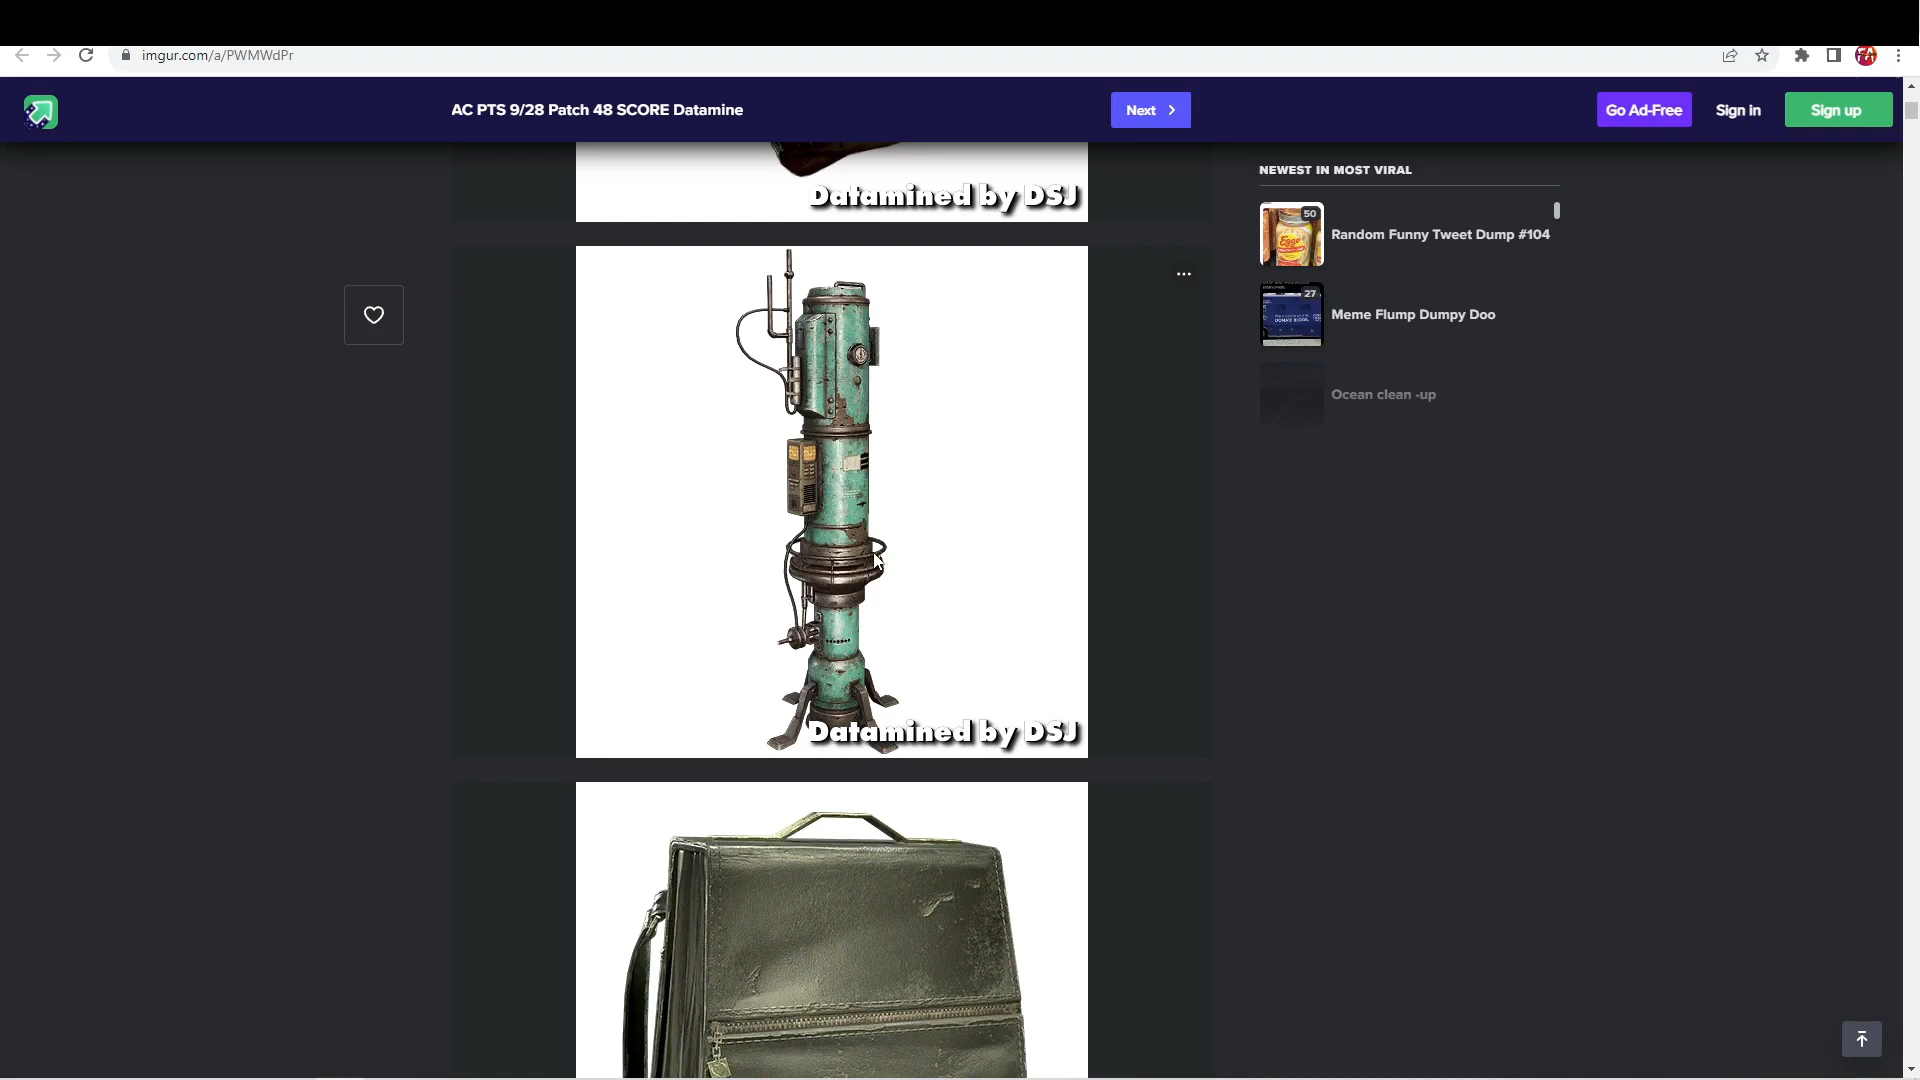 imgur.com/a/PWMWdPr
AC PTS 9/28 Patch 48 SCORE Datamine
Next
Go Ad-Free
Sign in
Sign up
Datamined by DSJ
NEWEST IN MOST VIRAL
50
Random Funny Tweet Dump #104
27
Meme Flump Dumpy Doo
Ocean clean -up
Datamined by DSJ